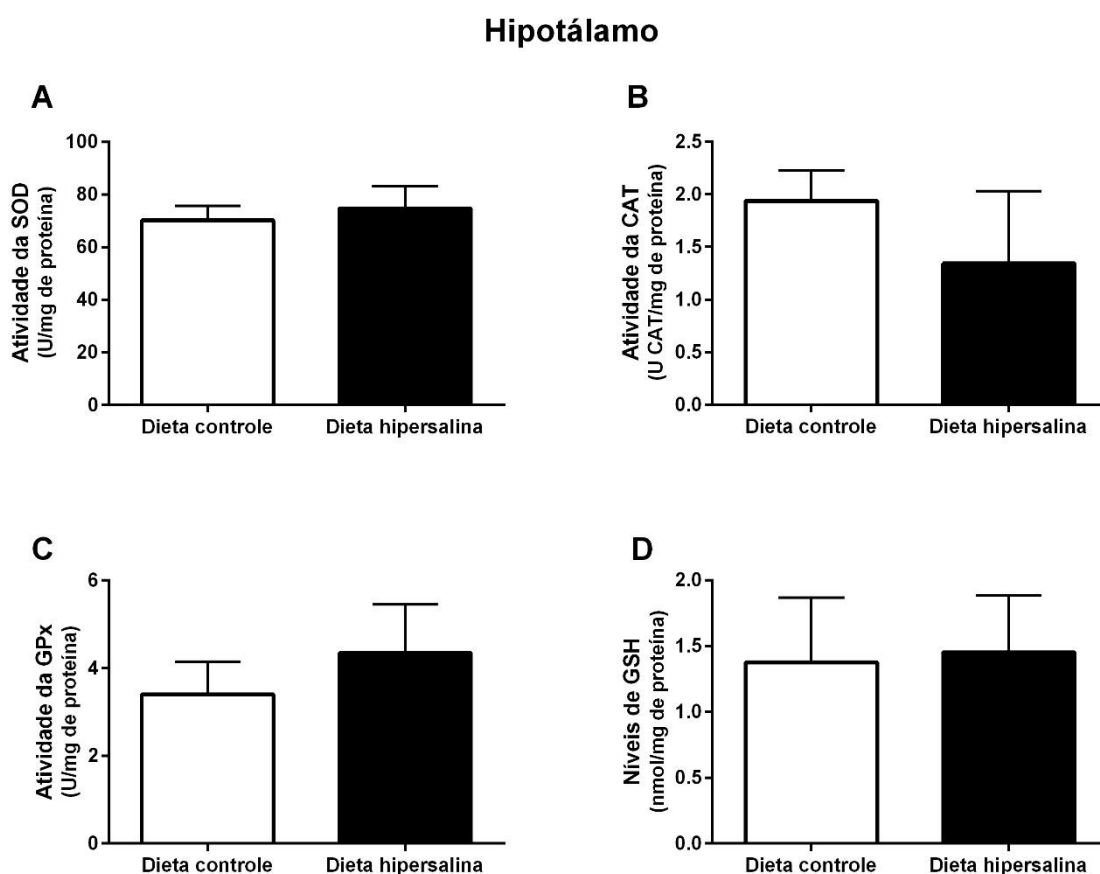 Hipotálamo
A
Atividade da SOD
(U/mg de proteína)
100
80
60
40
20
0
Dieta controle Dieta hipersalina
B
Atividade da CAT
(U CAT/mg de proteína)
2.5
2.0
1.5
1.0
0.5
0.0
Dieta controle Dieta hipersalina
C
Atividade da GPx
(U/mg de proteína)
6
4
2
0
Dieta controle Dieta hipersalina
D
Níveis de GSH
(nmol/mg de proteína)
2.0
1.5
1.0
0.5
0.0
Dieta controle Dieta hipersalina